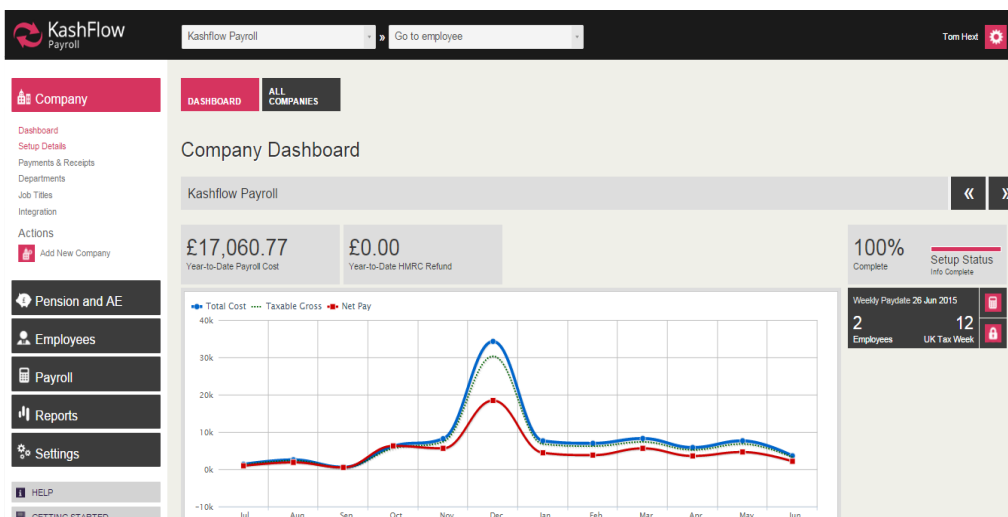 KashFlow
Payroll
Kashflow Payroll
»
Go to employee
Tom Hext
Company
Dashboard
Setup Details
Payments & Receipts
Departments
Job Titles
Integration
Actions
Add New Company
Pension and AE
Employees
Payroll
Reports
Settings
HELP
GETTING STARTED
DASHBOARD
ALL
COMPANIES
Company Dashboard
Kashflow Payroll
«
»
£17,060.77
Year-to-Date Payroll Cost
£0.00
Year-to-Date HMRC Refund
100%
Complete
Setup Status
Info Complete
Weekly Paydate 26 Jun 2015
2
Employees
12
UK Tax Week
Total Cost
Taxable Gross
Net Pay
40k
30k
20k
10k
0k
-10k
Jul
Aug
Sep
Oct
Nov
Dec
Jan
Feb
Mar
Apr
May
Jun